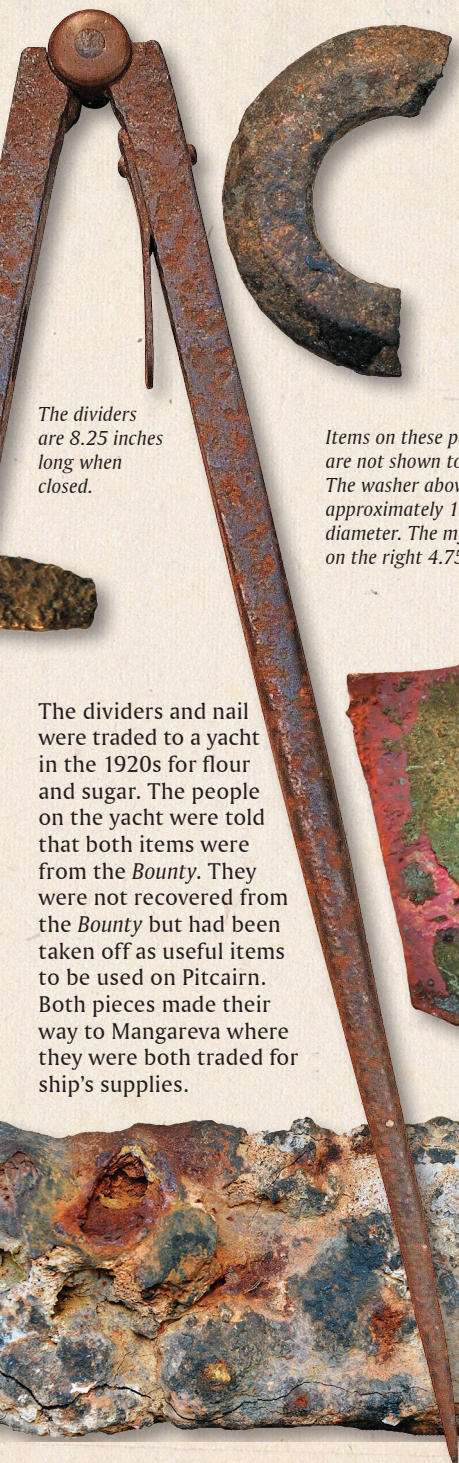 The dividers
are 8.25 inches
long when
closed.
Items on these
are not shown to
The washer
approximately
diameter. The
on the right
The dividers and nail
were traded to a yacht
in the 1920s for flour
and sugar. The people
on the yacht were told
that both items were
from the Bounty. They
were not recovered from
the Bounty but had been
taken off as useful items
to be used on Pitcairn.
Both pieces made their
way to Mangareva where
they were both traded for
ship's supplies.